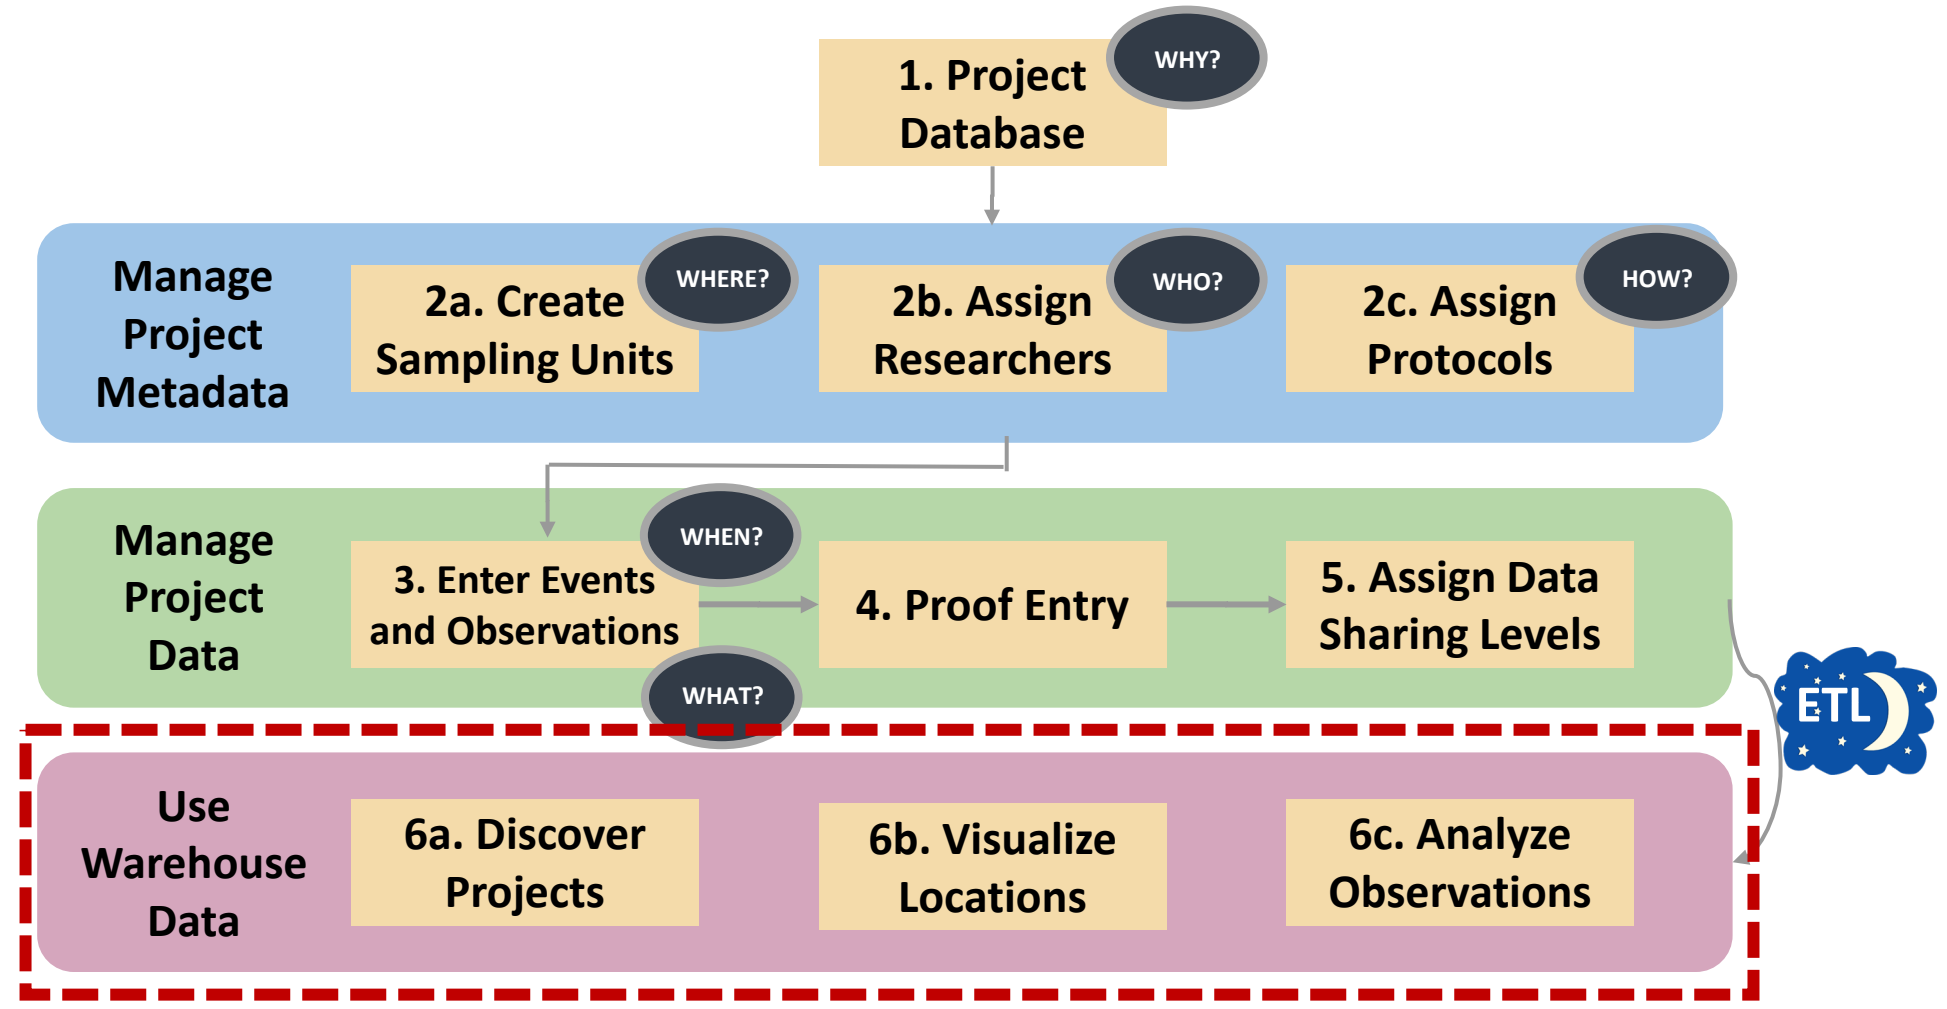 1. Project
Database
WHY?
Manage
Project
Metadata
2a. Create
Sampling Units
WHERE?
2b. Assign
Researchers
WHO?
2c. Assign
Protocols
HOW?
Manage
Project
Data
3. Enter Events
and Observations
WHEN?
WHAT?
4. Proof Entry
5. Assign Data
Sharing Levels
ETL
Use
Warehouse
Data
6a. Discover
Projects
6b. Visualize
Locations
6c. Analyze
Observations